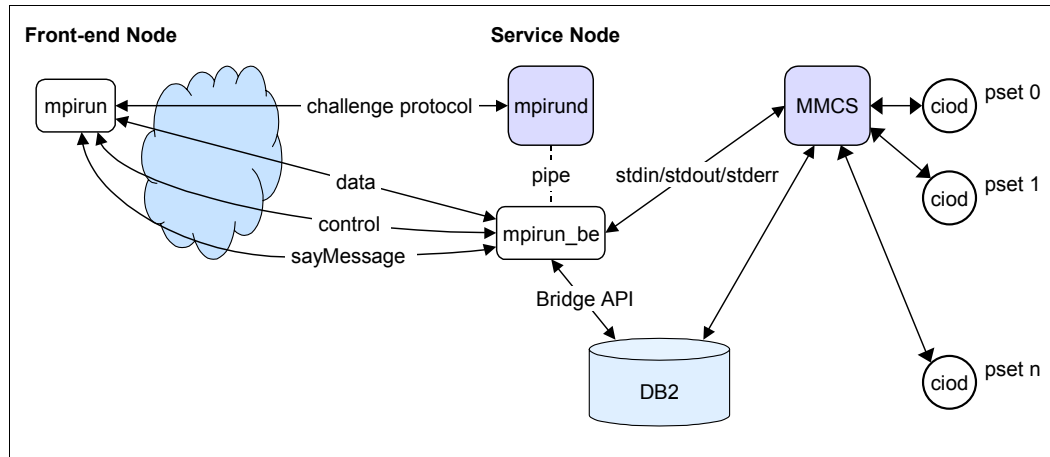 Front-end Node
Service Node
mpirun
challenge protocol
mpirund
MMCS
ciod
pset 0
data
pipe
stdin/stdout/stderr
ciod
pset 1
control
mpirun_be
sayMessage
Bridge API
DB2
ciod
pset n